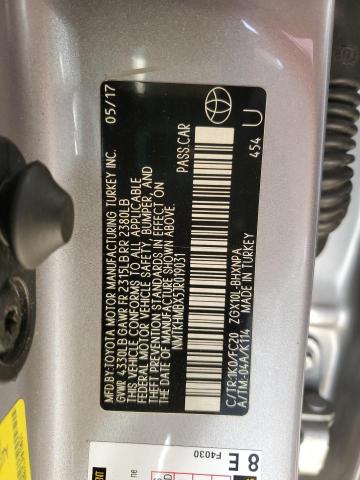 MFD.BY:TOYOTA MOTOR MANUFACTURING TURKEY INC. 05/17
GVWR 4330LB GAWR FR 2315LB RR 2380LB
THIS VEHICLE CONFORMS TO ALL APPLICABLE
FEDERAL MOTOR VEHICLE SAFETY, BUMPER, AND
THEFT PREVENTION STANDARDS IN EFFECT ON
THE DATE OF MANUFACTURE SHOWN ABOVE.
NMTKHMBX57R019031 PASS.CAR
C/TR:1K0/FC20 ZGX10L-BHXNPA 454 U
A/TM:-04A/K114 MADE IN TURKEY
8 E
F4030